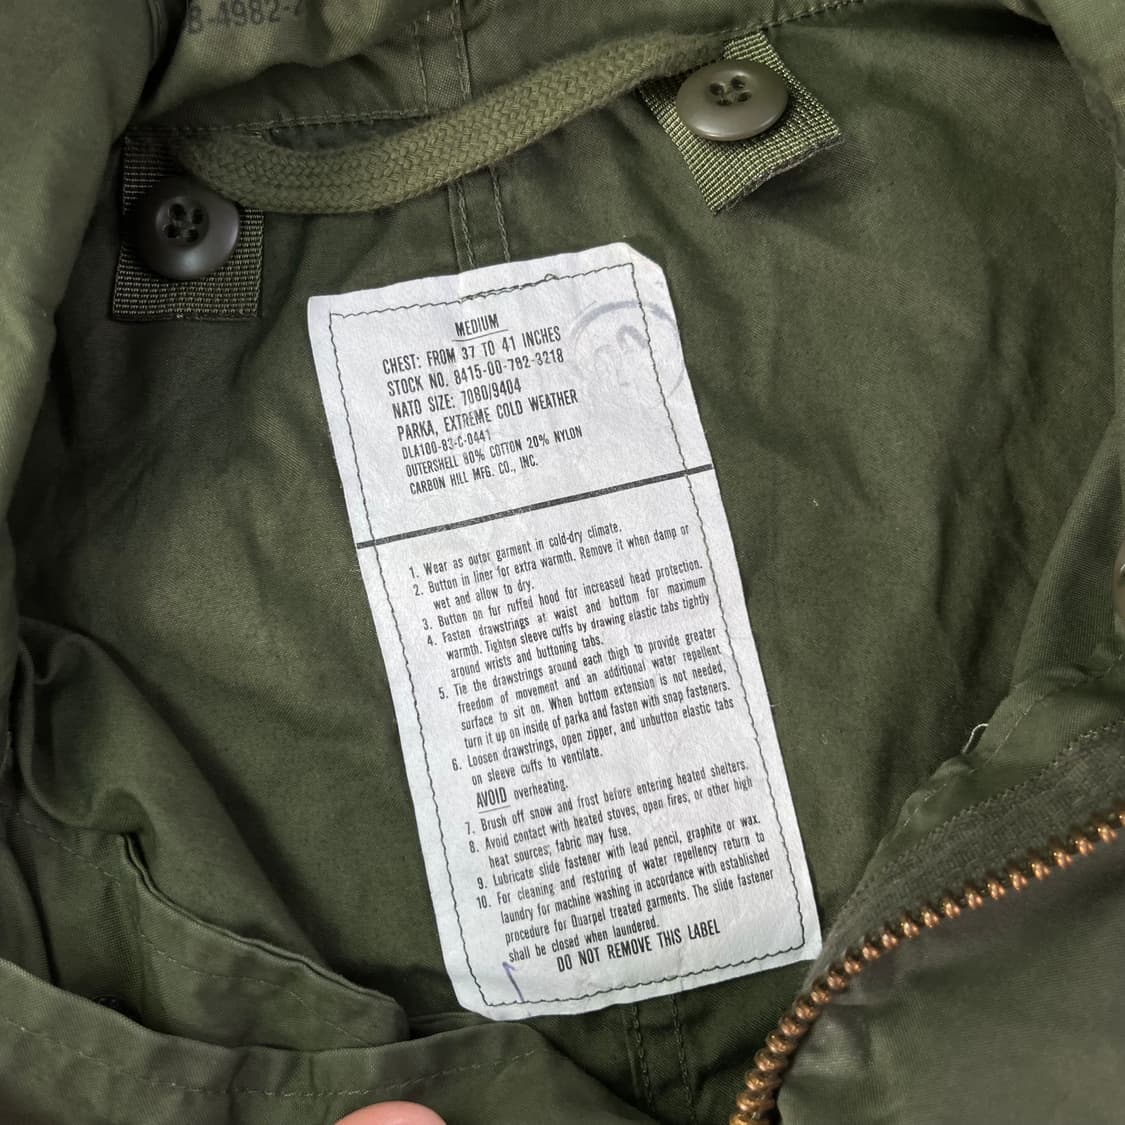 8-4982-7
MEDIUM
CHEST: FROM 37 TO 41 INCHES
STOCK NO. 8415-00-782-3218
NATO SIZE: 7080/9404
PARKA, EXTREME COLD WEATHER
DLA100-83-C-0441
OUTERSHELL 80% COTTON 20% NYLON
CARBON HILL MFG. CO., INC.
1. Wear as outer garment in cold-dry climate.
2. Button in liner for extra warmth. Remove it when damp or
wet and allow to dry.
3. Button on fur ruffed hood for increased head protection.
4. Fasten drawstrings at waist and bottom for maximum
warmth. Tighten sleeve cuffs by drawing elastic tabs tightly
around wrists and buttoning tabs.
5. Tie the drawstrings around each thigh to provide greater
freedom of movement and an additional water repellent
surface to sit on. When bottom extension is not needed,
turn it up on inside of parka and fasten with snap fasteners.
6. Loosen drawstrings, open zipper, and unbutton elastic tabs
on sleeve cuffs to ventilate.
AVOID overheating.
7. Brush off snow and frost before entering heated shelters.
8. Avoid contact with heated stoves, open fires, or other high
heat sources; fabric may fuse.
9. Lubricate slide fastener with lead pencil, graphite or wax.
10. For cleaning and restoring of water repellency return to
laundry for machine washing in accordance with established
procedure for Quarpel treated garments. The slide fastener
shall be closed when laundered.
DO NOT REMOVE THIS LABEL